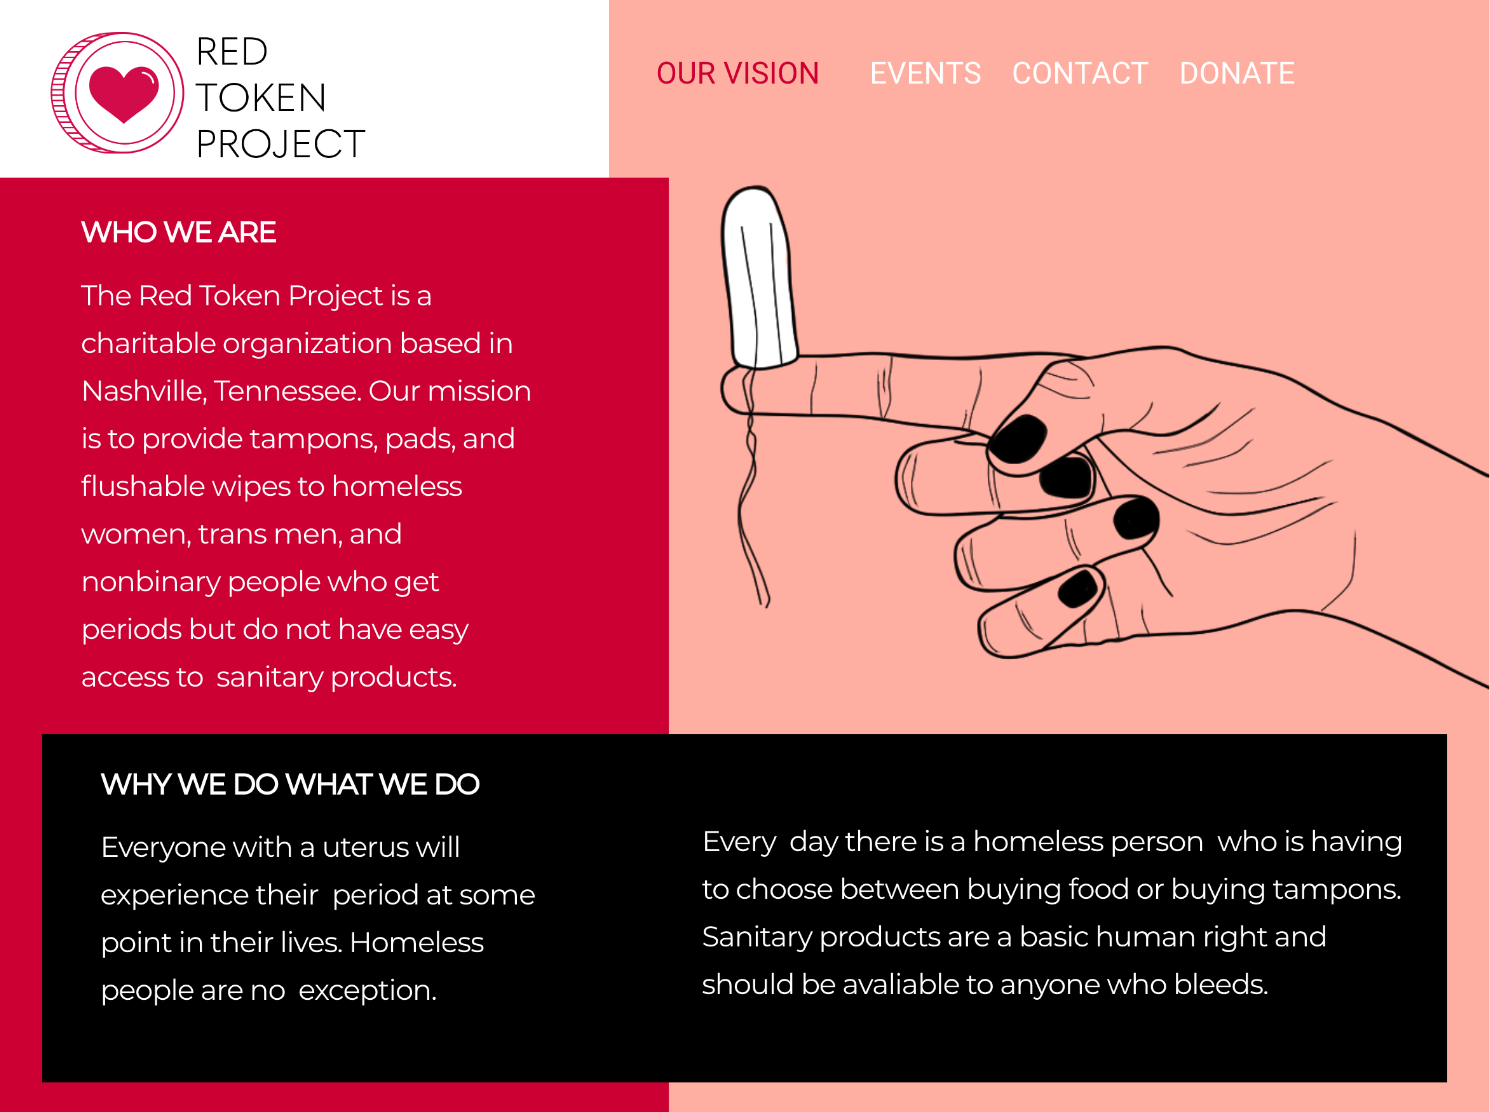 RED
TOKEN
PROJECT
OUR VISION EVENTS CONTACT DONATE
WHO WE ARE
The Red Token Project is a
charitable organization based in
Nashville, Tennessee. Our mission
is to provide tampons, pads, and
flushable wipes to homeless
women, trans men, and
nonbinary people who get
periods but do not have easy
access to  sanitary products.
WHY WE DO WHAT WE DO
Everyone with a uterus will
experience their  period at some
point in their lives. Homeless
people are no  exception.
Every  day there is a homeless person  who is having
to choose between buying food or buying tampons.
Sanitary products are a basic human right and
should be avaliable to anyone who bleeds.